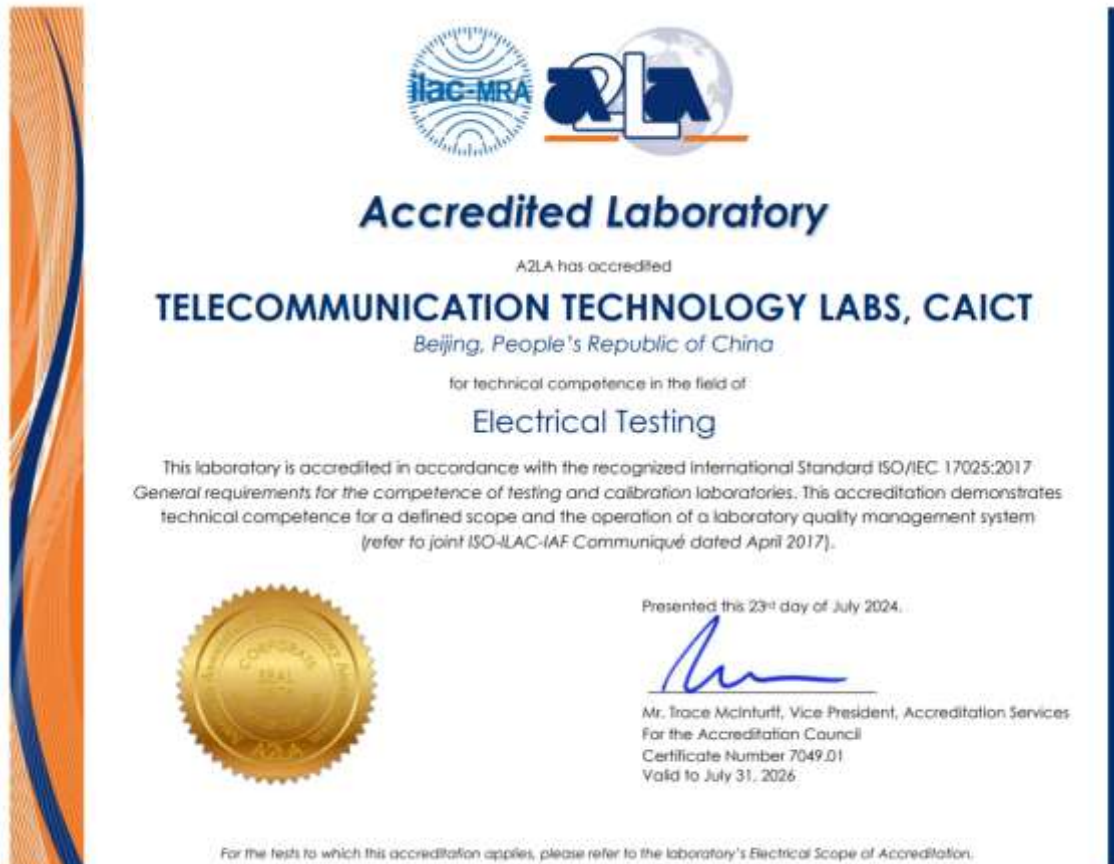 ilac-MRA
A2LA
Accredited Laboratory
A2LA has accredited
TELECOMMUNICATION TECHNOLOGY LABS, CAICT
Beijing, People's Republic of China
for technical competence in the field of
Electrical Testing
This laboratory is accredited in accordance with the recognized International Standard ISO/IEC 17025:2017
General requirements for the competence of testing and calibration laboratories. This accreditation demonstrates
technical competence for a defined scope and the operation of a laboratory quality management system
(refer to joint ISO-ILAC-IAF Communiqué dated April 2017).
Presented this 23rd day of July 2024.
Mr. Trace McInturff, Vice President, Accreditation Services
For the Accreditation Council
Certificate Number 7049.01
Valid to July 31, 2026
CORPORATE
SEAL
A2LA
For the tests to which this accreditation applies, please refer to the laboratory's Electrical Scope of Accreditation.